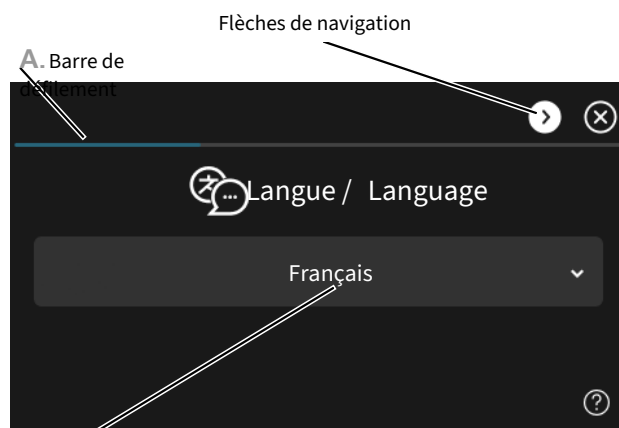 Flèches de navigation
A. Barre de
défilement
Langue / Language
Français